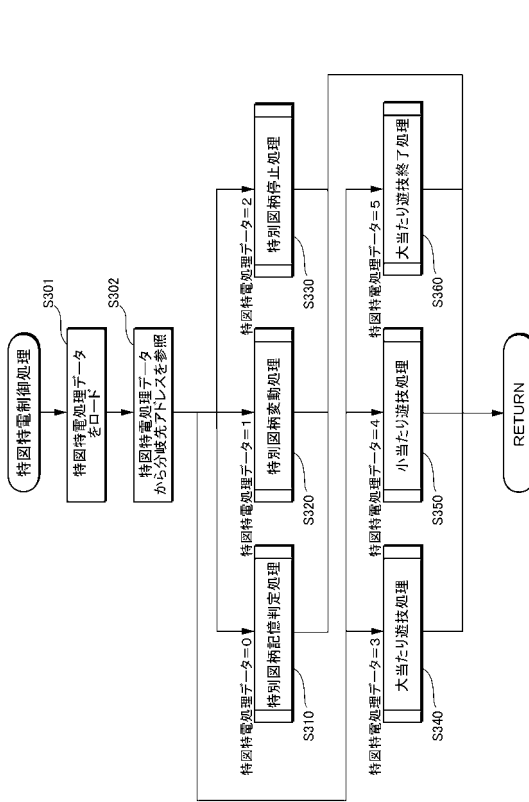 特図特電制御処理
S301
特図特電処理データ
をロード
S302
特図特電処理データ
から分岐先アドレスを参照
特図特電処理データ=0
特別図柄記憶判定処理
S310
特図特電処理データ=1
特別図柄変動処理
S320
特図特電処理データ=2
特別図柄停止処理
S330
特図特電処理データ=3
大当たり遊技処理
S340
特図特電処理データ=4
小当たり遊技処理
S350
特図特電処理データ=5
大当たり遊技終了処理
S360
RETURN